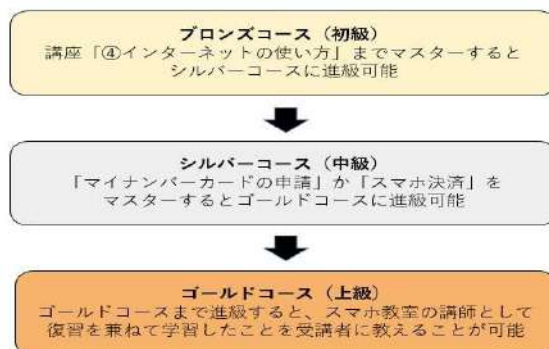 ブロンズコース（初級）
講座「④インターネットの使い方」までマスターすると
シルバーコースに進級可能
シルバーコース（中級）
「マイナンバーカードの申請」か「スマホ決済」を
マスターするとゴールドコースに進級可能
ゴールドコース（上級）
ゴールドコースまで進級すると、スマホ教室の講師として
復習を兼ねて学習したことを受講者に教えることが可能